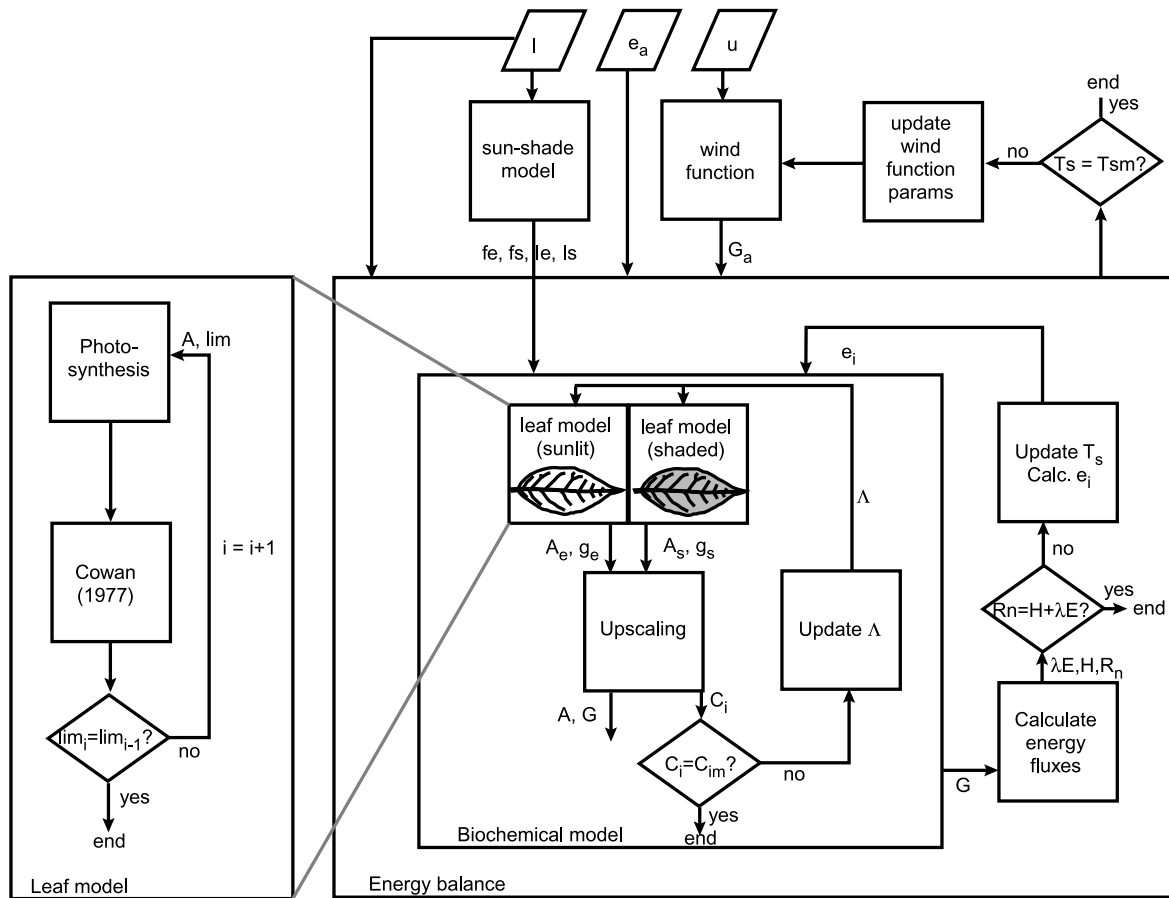 I
e_a
u
end
yes
sun-shade
model
wind
function
update
wind
function
params
no
Ts = Tsm?
fe, fs, Ie, Is
G_a
Photo-
synthesis
A, lim
Cowan
(1977)
i = i+1
lim_i=lim_{i-1}?
no
yes
end
Leaf model
e_i
leaf model
(sunlit)
leaf model
(shaded)
Λ
A_e, g_e
A_s, g_s
Upscaling
Update Λ
A, G
C_i
C_i=C_{im}?
no
yes
end
Biochemical model
Update T_s
Calc. e_i
no
Rn=H+λE?
yes
end
λE,H,R_n
Calculate
energy
fluxes
G
Energy balance